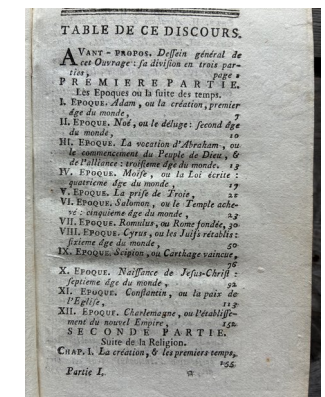 TABLE DE CE DISCOURS.
AVANT-PROPOS. Deſſein général de
cet Ouvrage : ſa diviſion en trois par-
ties, page 1
PREMIERE PARTIE.
Les Epoques ou la ſuite des temps.
I. EPOQUE. Adam, ou la création, premier
âge du monde, 7
II. EPOQUE. Noé, ou le déluge : ſecond âge
du monde, 10
III. EPOQUE. La vocation d'Abraham, ou
le commencement du Peuple de Dieu, &
de l'alliance : troiſieme âge du monde, 13
IV. EPOQUE. Moïſe, ou la Loi écrite :
quatrieme âge du monde, 17
V. EPOQUE. La priſe de Troie, 21
VI. EPOQUE. Salomon, ou le Temple ache-
vé : cinquieme âge du monde, 23
VII. EPOQUE. Romulus, ou Rome fondée, 30
VIII. EPOQUE. Cyrus, ou les Juifs rétablis :
ſixieme âge du monde, 50
IX. EPOQUE. Scipion, ou Carthage vaincue,
76
X. EPOQUE. Naiſſance de Jesus-Chriſt :
ſeptieme âge du monde, 92
XI. EPOQUE. Conſtantin, ou la paix de
l'Egliſe, 113
XII. EPOQUE. Charlemagne, ou l'établiſſe-
ment du nouvel Empire, 152
SECONDE PARTIE.
Suite de la Religion.
CHAP. I. La création, & les premiers temps,
155
Partie I. a